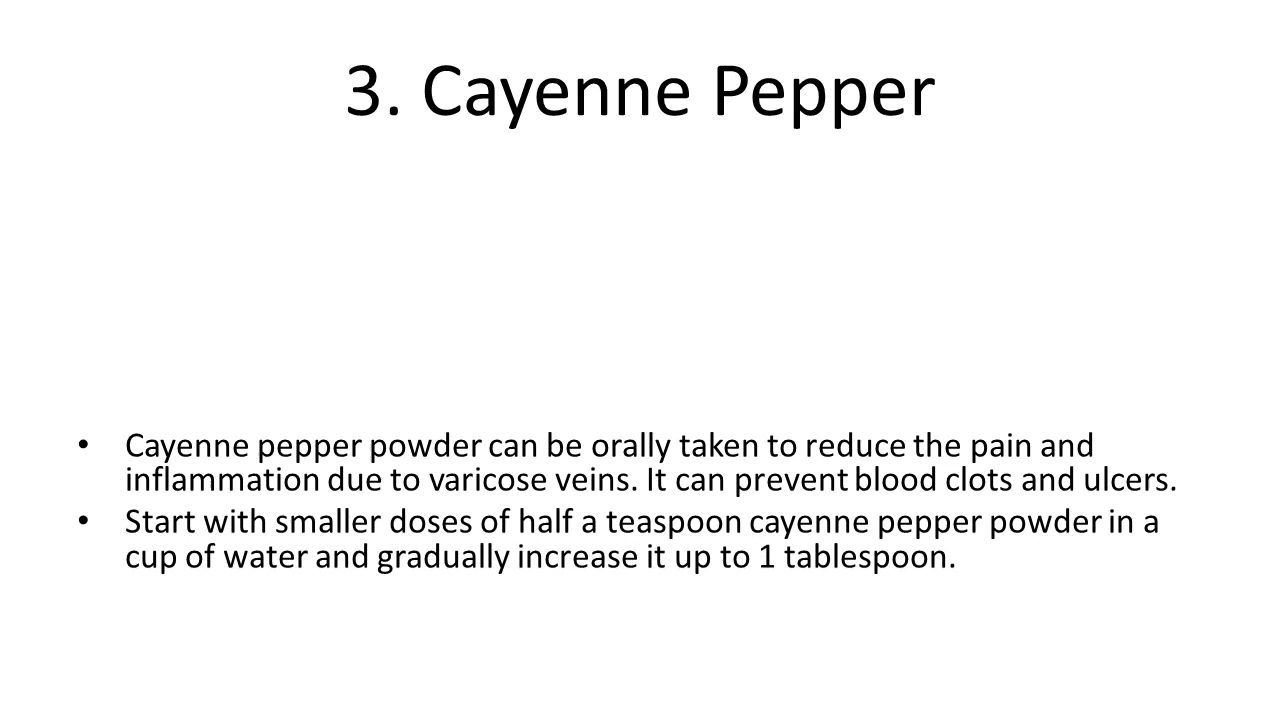 3. Cayenne Pepper
• Cayenne pepper powder can be orally taken to reduce the pain and
inflammation due to varicose veins. It can prevent blood clots and ulcers.
• Start with smaller doses of half a teaspoon cayenne pepper powder in a
cup of water and gradually increase it up to 1 tablespoon.